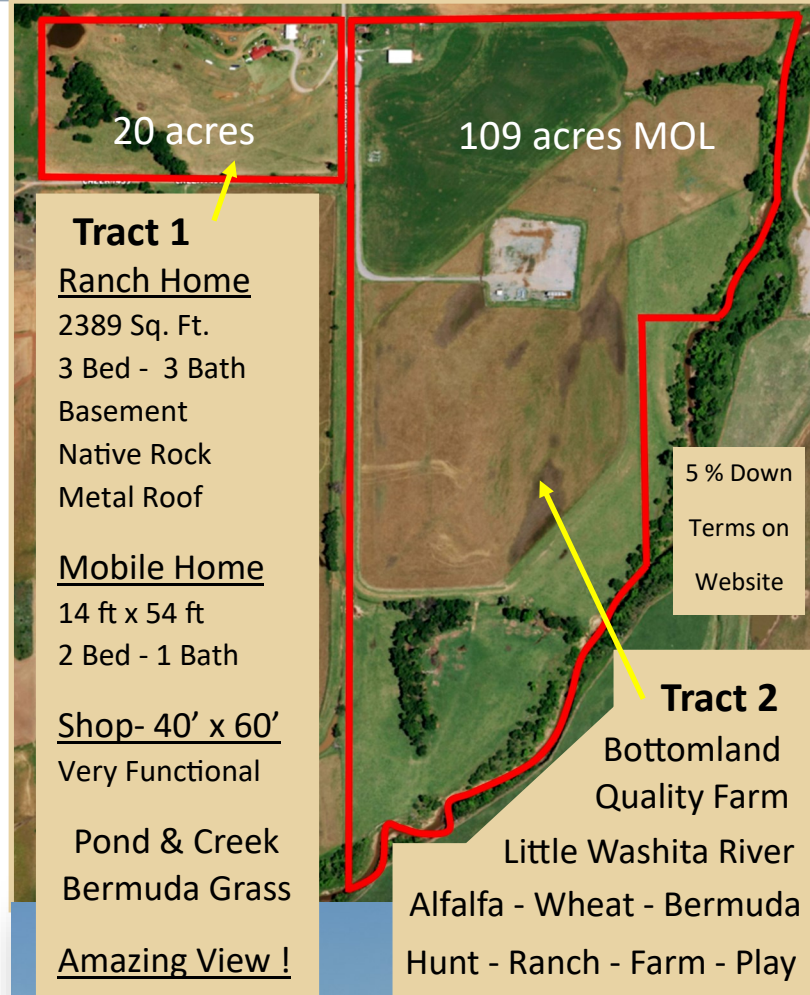 20 acres
109 acres MOL
Tract 1
Ranch Home
2389 Sq. Ft.
3 Bed - 3 Bath
Basement
Native Rock
Metal Roof
Mobile Home
14 ft x 54 ft
2 Bed - 1 Bath
Shop- 40’ x 60’
Very Functional
Pond & Creek
Bermuda Grass
Amazing View !
5 % Down
Terms on
Website
Tract 2
Bottomland
Quality Farm
Little Washita River
Alfalfa - Wheat - Bermuda
Hunt - Ranch - Farm - Play